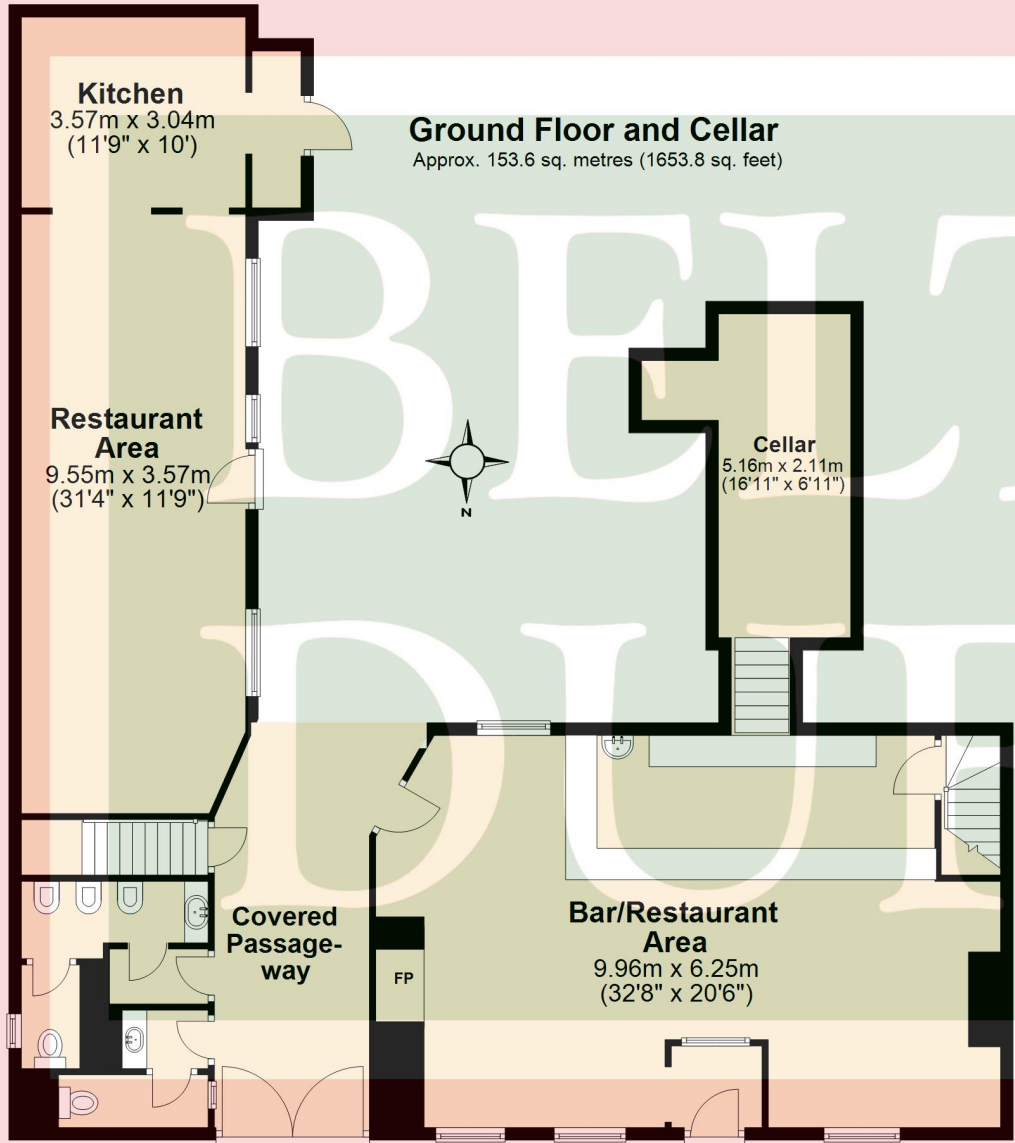 Kitchen
3.57m x 3.04m
(11'9" x 10')
Ground Floor and Cellar
Approx. 153.6 sq. metres (1653.8 sq. feet)
BELT
Restaurant
Area
9.55m x 3.57m
(31'4" x 11'9")
N
Cellar
5.16m x 2.11m
(16'11" x 6'11")
DUF
Covered
Passage-
way
FP
Bar/Restaurant
Area
9.96m x 6.25m
(32'8" x 20'6")